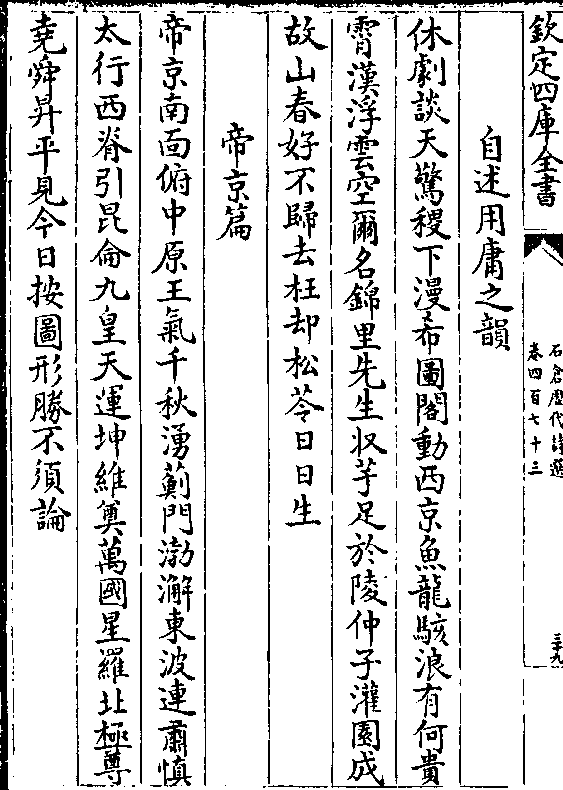 欽定四庫全書
石倉歷代詩選
卷四百七十三
三十九
自述用庸之韻
休劇談天驚稷下漫希圖閣動西京魚龍駭浪有何貴
霄漢浮雲空爾名錦里先生収芋足於陵仲子灌園成
故山春好不歸去枉却松苓日日生
帝京篇
帝京南面俯中原王氣千秋湧薊門渤澥東波連肅慎
太行西脊引昆侖九皇天運坤維奠萬國星羅北極尊
堯舜昇平見今日按圖形勝不須論